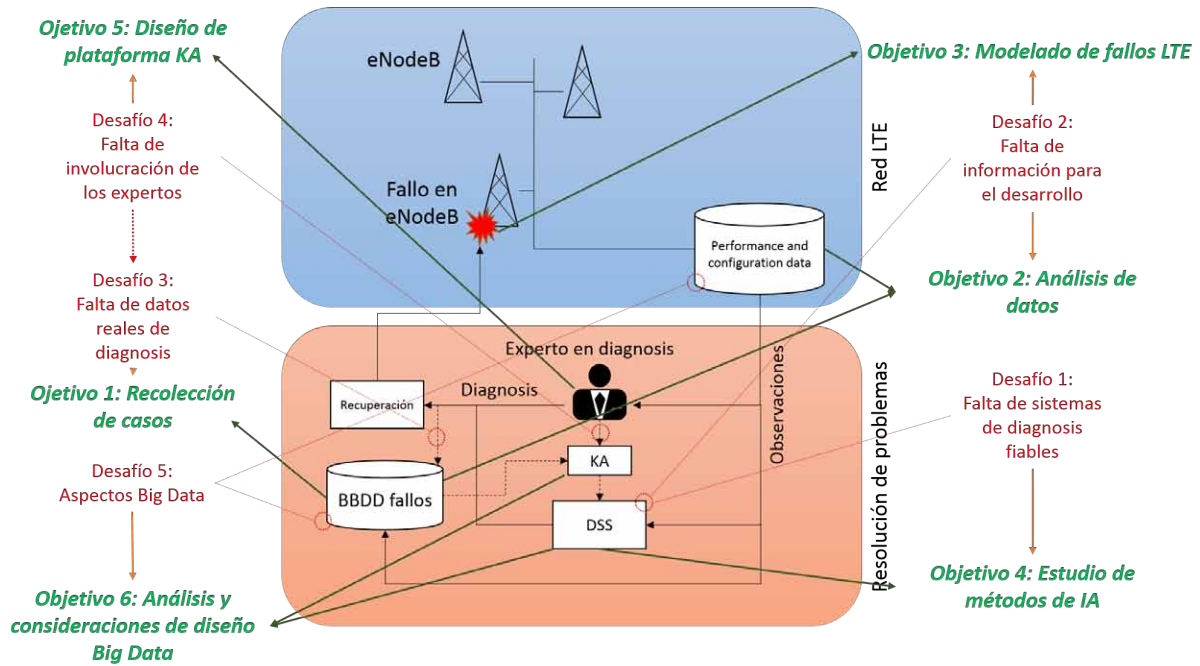 Ojetivo 5: Diseño de
plataforma KA
Desafío 4:
Falta de
involucración de
los expertos
Desafío 3:
Falta de datos
reales de
diagnosis
Ojetivo 1: Recolección
de casos
Desafío 5:
Aspectos Big Data
Objetivo 6: Análisis y
consideraciones de diseño
Big Data
eNodeB
Fallo en
eNodeB
Performance and
configuration data
Red LTE
Experto en diagnosis
Diagnosis
Recuperación
BBDD fallos
KA
DSS
Observaciones
Resolución de problemas
Objetivo 3: Modelado de fallos LTE
Desafío 2:
Falta de
información para
el desarrollo
Objetivo 2: Análisis de
datos
Desafío 1:
Falta de sistemas
de diagnosis
fiables
Objetivo 4: Estudio de
métodos de IA